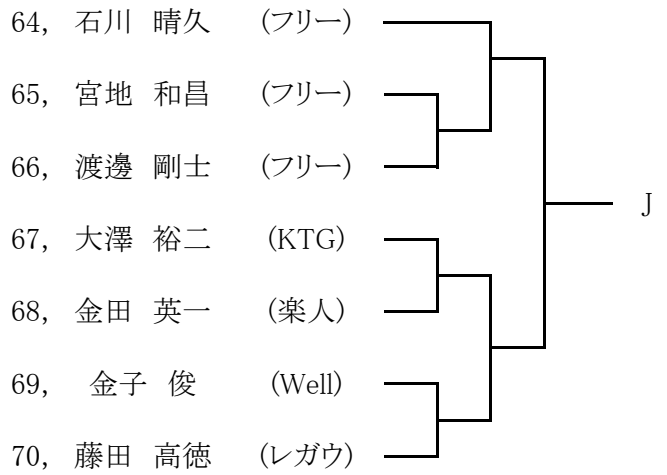 64, 石川 晴久 (フリー)
65, 宮地 和昌 (フリー)
66, 渡邊 剛士 (フリー)
J
67, 大澤 裕二 (KTG)
68, 金田 英一 (楽人)
69, 金子 俊 (Well)
70, 藤田 高徳 (レガウ)